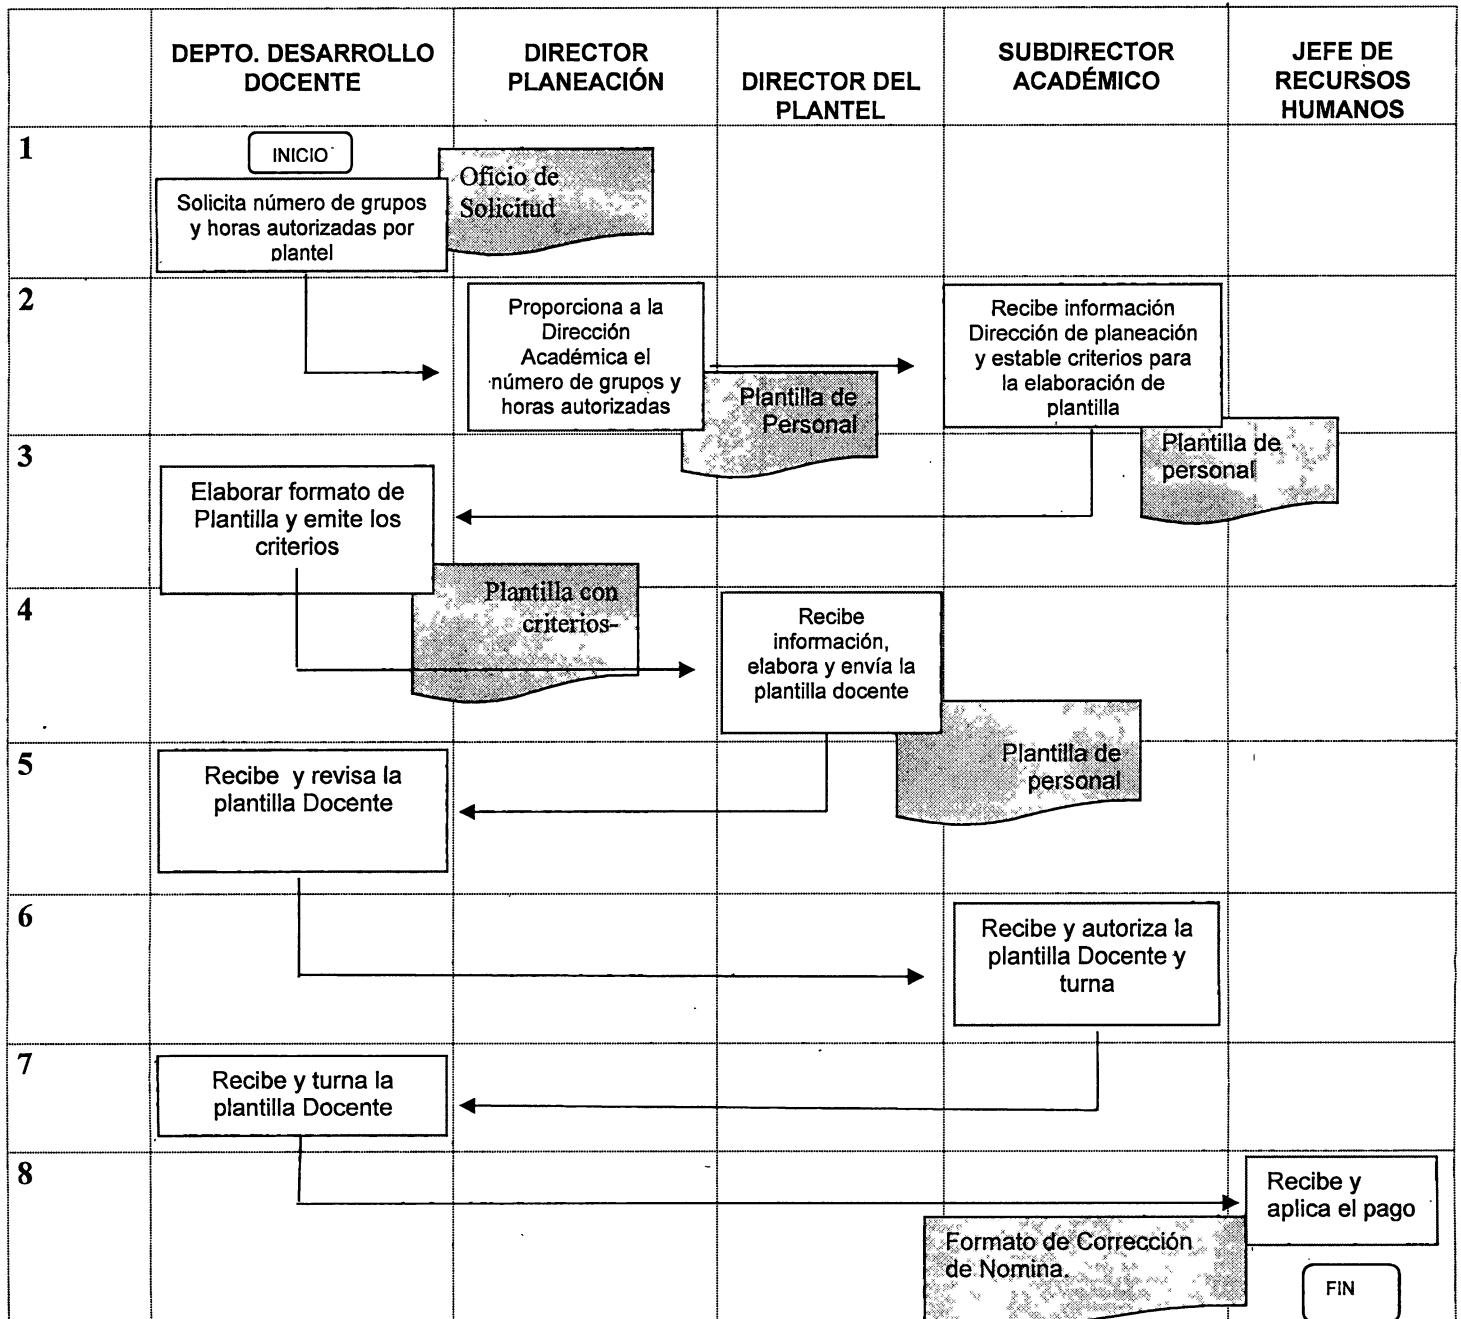 DEPTO. DESARROLLO
DOCENTE
DIRECTOR
PLANEACIÓN
DIRECTOR DEL
PLANTEL
SUBDIRECTOR
ACADÉMICO
JEFE DE
RECURSOS
HUMANOS
1
INICIO
Solicita número de grupos
y horas autorizadas por
plantel
Oficio de
Solicitud
2
Proporciona a la
Dirección
Académica el
número de grupos y
horas autorizadas
Plantilla de
Personal
Recibe información
Dirección de planeación
y estable criterios para
la elaboración de
plantilla
Plantilla de
personal
3
Elaborar formato de
Plantilla y emite los
criterios
Plantilla con
criterios-
4
Recibe
información,
elabora y envía la
plantilla docente
Plantilla de
personal
5
Recibe y revisa la
plantilla Docente
6
Recibe y autoriza la
plantilla Docente y
turna
7
Recibe y turna la
plantilla Docente
8
Recibe y
aplica el pago
Formato de Corrección
de Nomina.
FIN